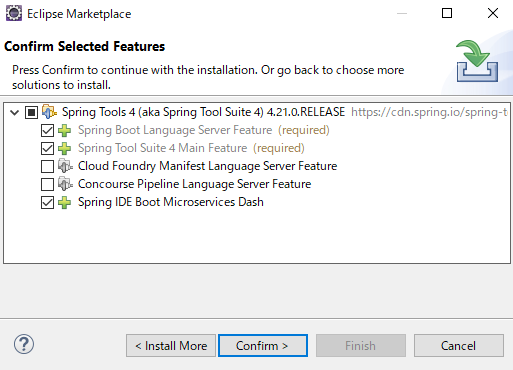 Eclipse Marketplace
Confirm Selected Features
Press Confirm to continue with the installation. Or go back to choose more
solutions to install.
Spring Tools 4 (aka Spring Tool Suite 4) 4.21.0.RELEASE https://cdn.spring.io/spring-t
Spring Boot Language Server Feature (required)
Spring Tool Suite 4 Main Feature (required)
Cloud Foundry Manifest Language Server Feature
Concourse Pipeline Language Server Feature
Spring IDE Boot Microservices Dash
? < Install More Confirm > Finish Cancel